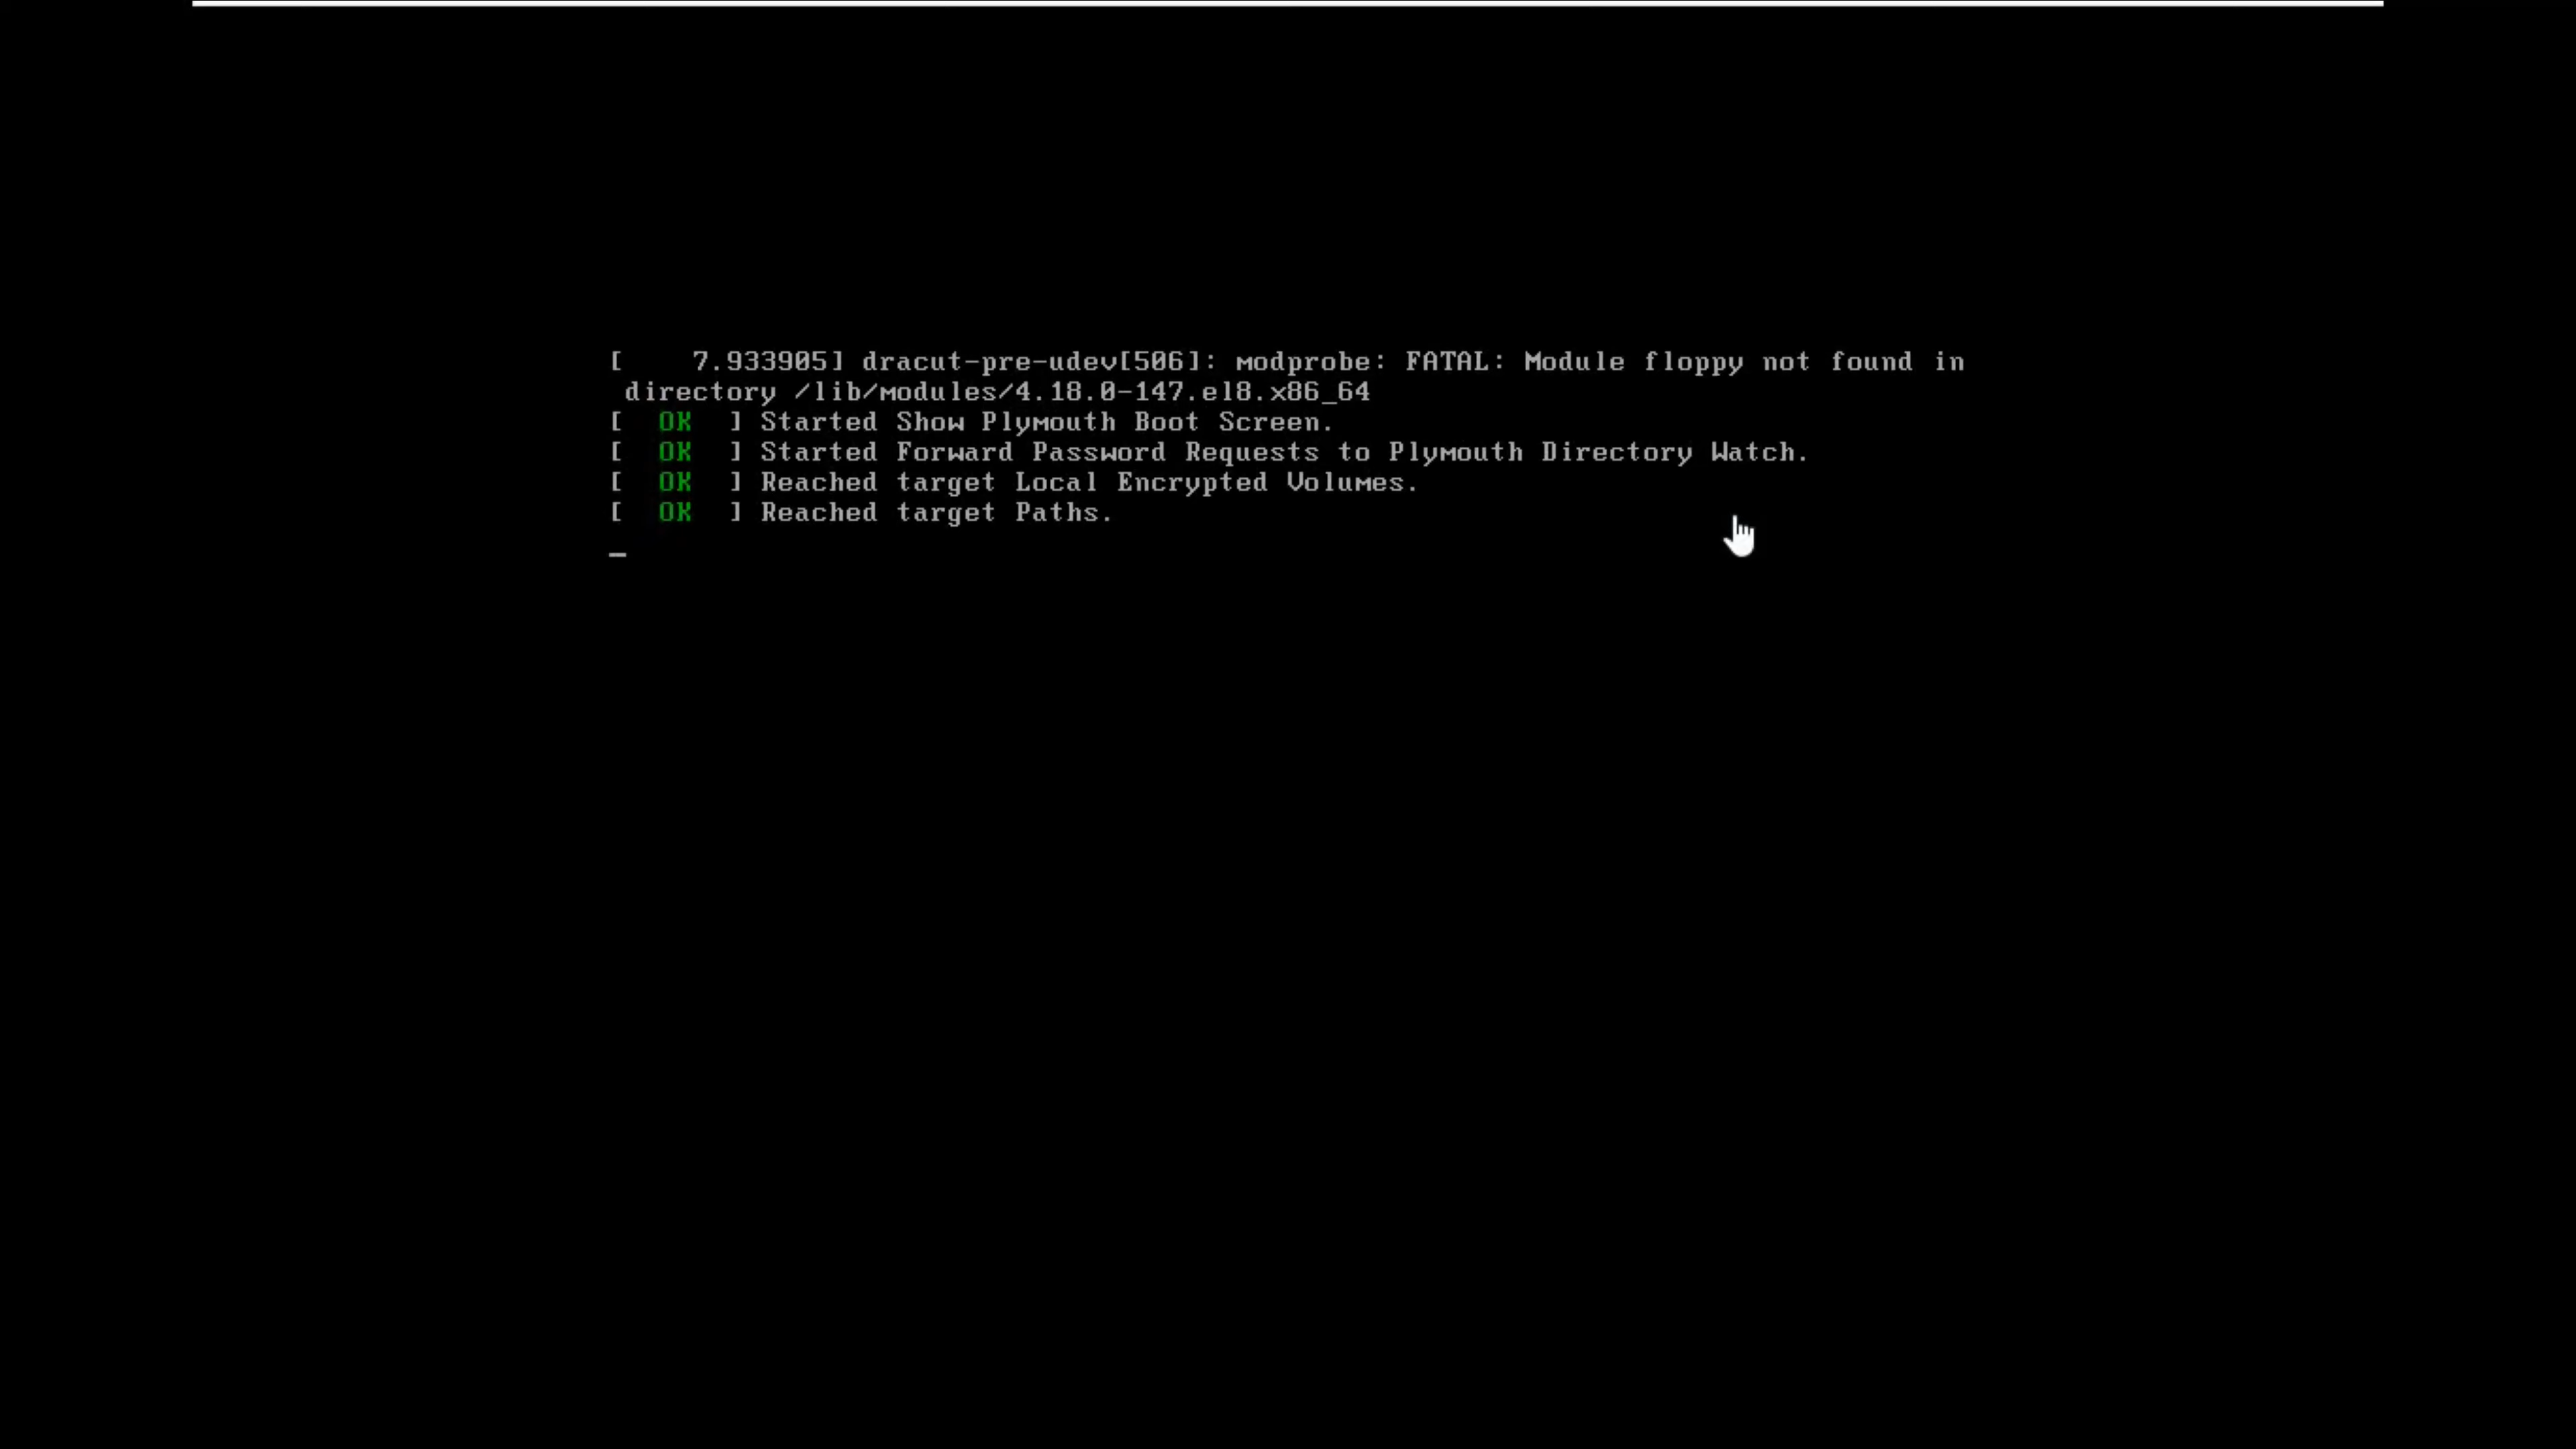 [    7.933905] dracut-pre-udev[506]: modprobe: FATAL: Module floppy not found in
 directory /lib/modules/4.18.0-147.el8.x86_64
[  OK  ] Started Show Plymouth Boot Screen.
[  OK  ] Started Forward Password Requests to Plymouth Directory Watch.
[  OK  ] Reached target Local Encrypted Volumes.
[  OK  ] Reached target Paths.
_